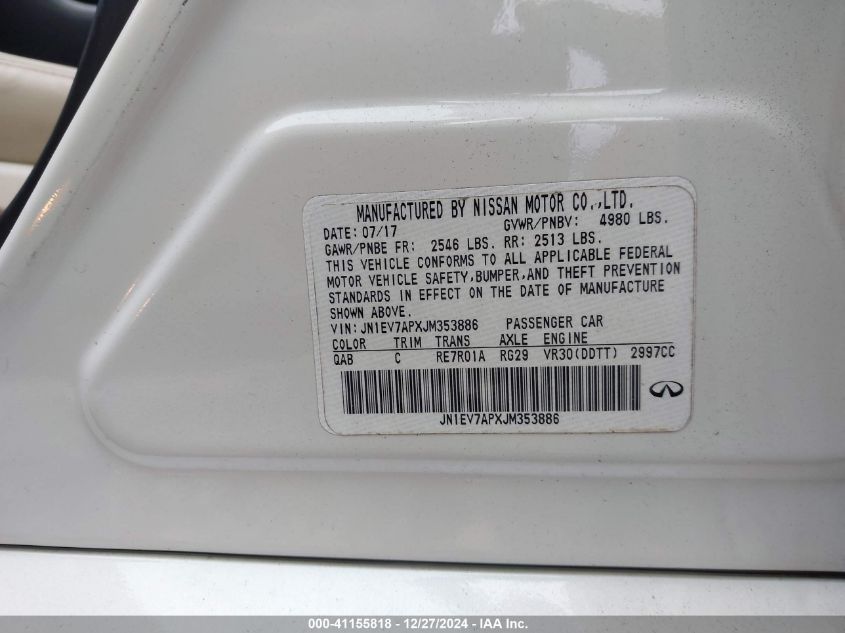 MANUFACTURED BY NISSAN MOTOR CO.,LTD.
DATE: 07/17 GVWR/PNBV: 4980 LBS.
GAWR/PNBE FR: 2546 LBS. RR: 2513 LBS.
THIS VEHICLE CONFORMS TO ALL APPLICABLE FEDERAL
MOTOR VEHICLE SAFETY,BUMPER,AND THEFT PREVENTION
STANDARDS IN EFFECT ON THE DATE OF MANUFACTURE
SHOWN ABOVE.
VIN: JN1EV7APXJM353886 PASSENGER CAR
COLOR TRIM TRANS AXLE ENGINE
QAB C RE7R01A RG29 VR30(DDTT) 2997CC
JN1EV7APXJM353886
000-41155818 - 12/27/2024 - IAAI.com